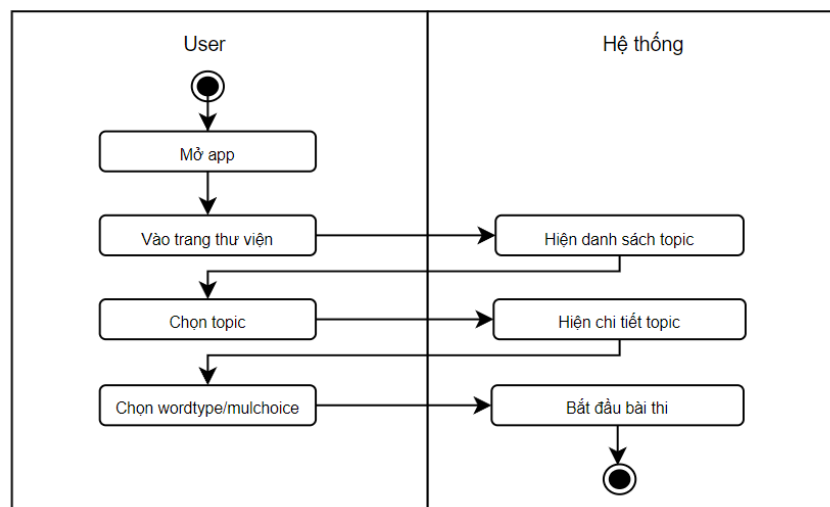 User
Hệ thống
Mở app
Vào trang thư viện
Hiện danh sách topic
Chọn topic
Hiện chi tiết topic
Chọn wordtype/mulchoice
Bắt đầu bài thi